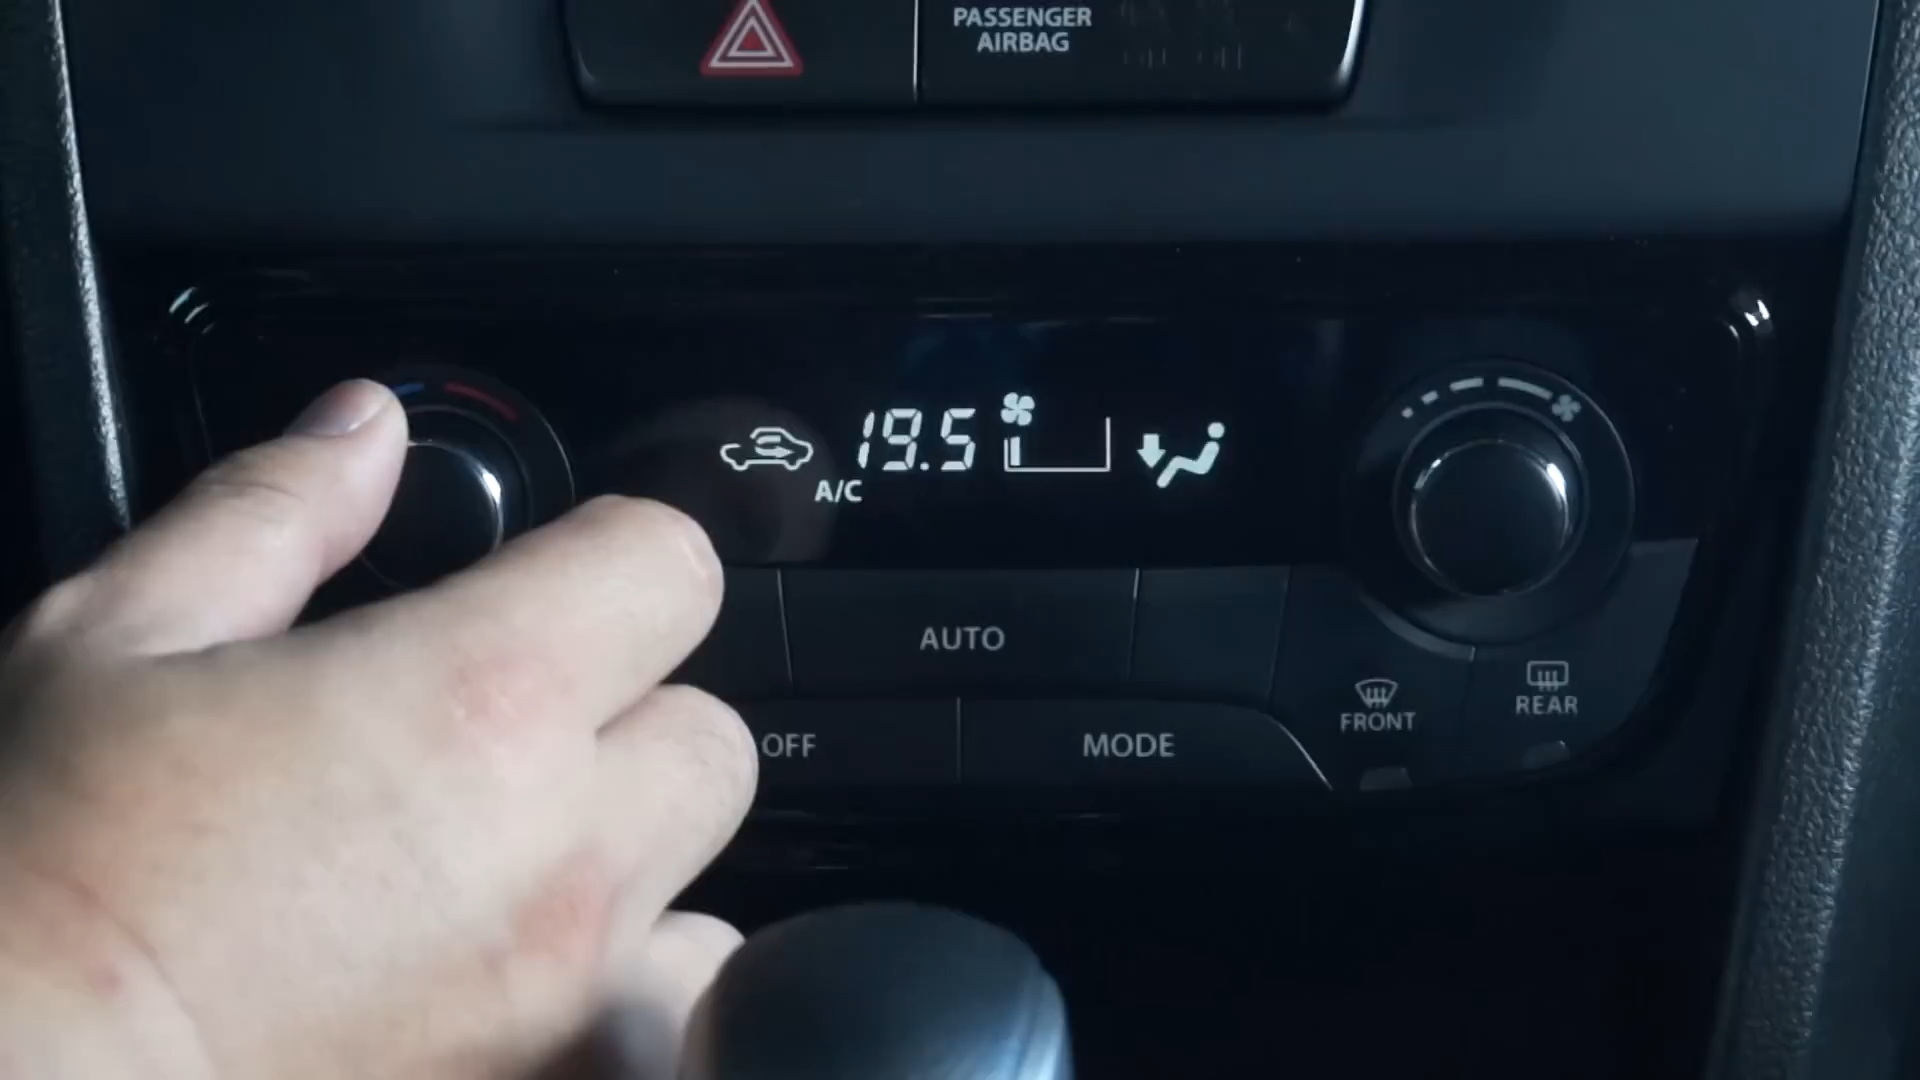 PASSENGER
AIRBAG
19.5
A/C
AUTO
OFF
MODE
FRONT
REAR